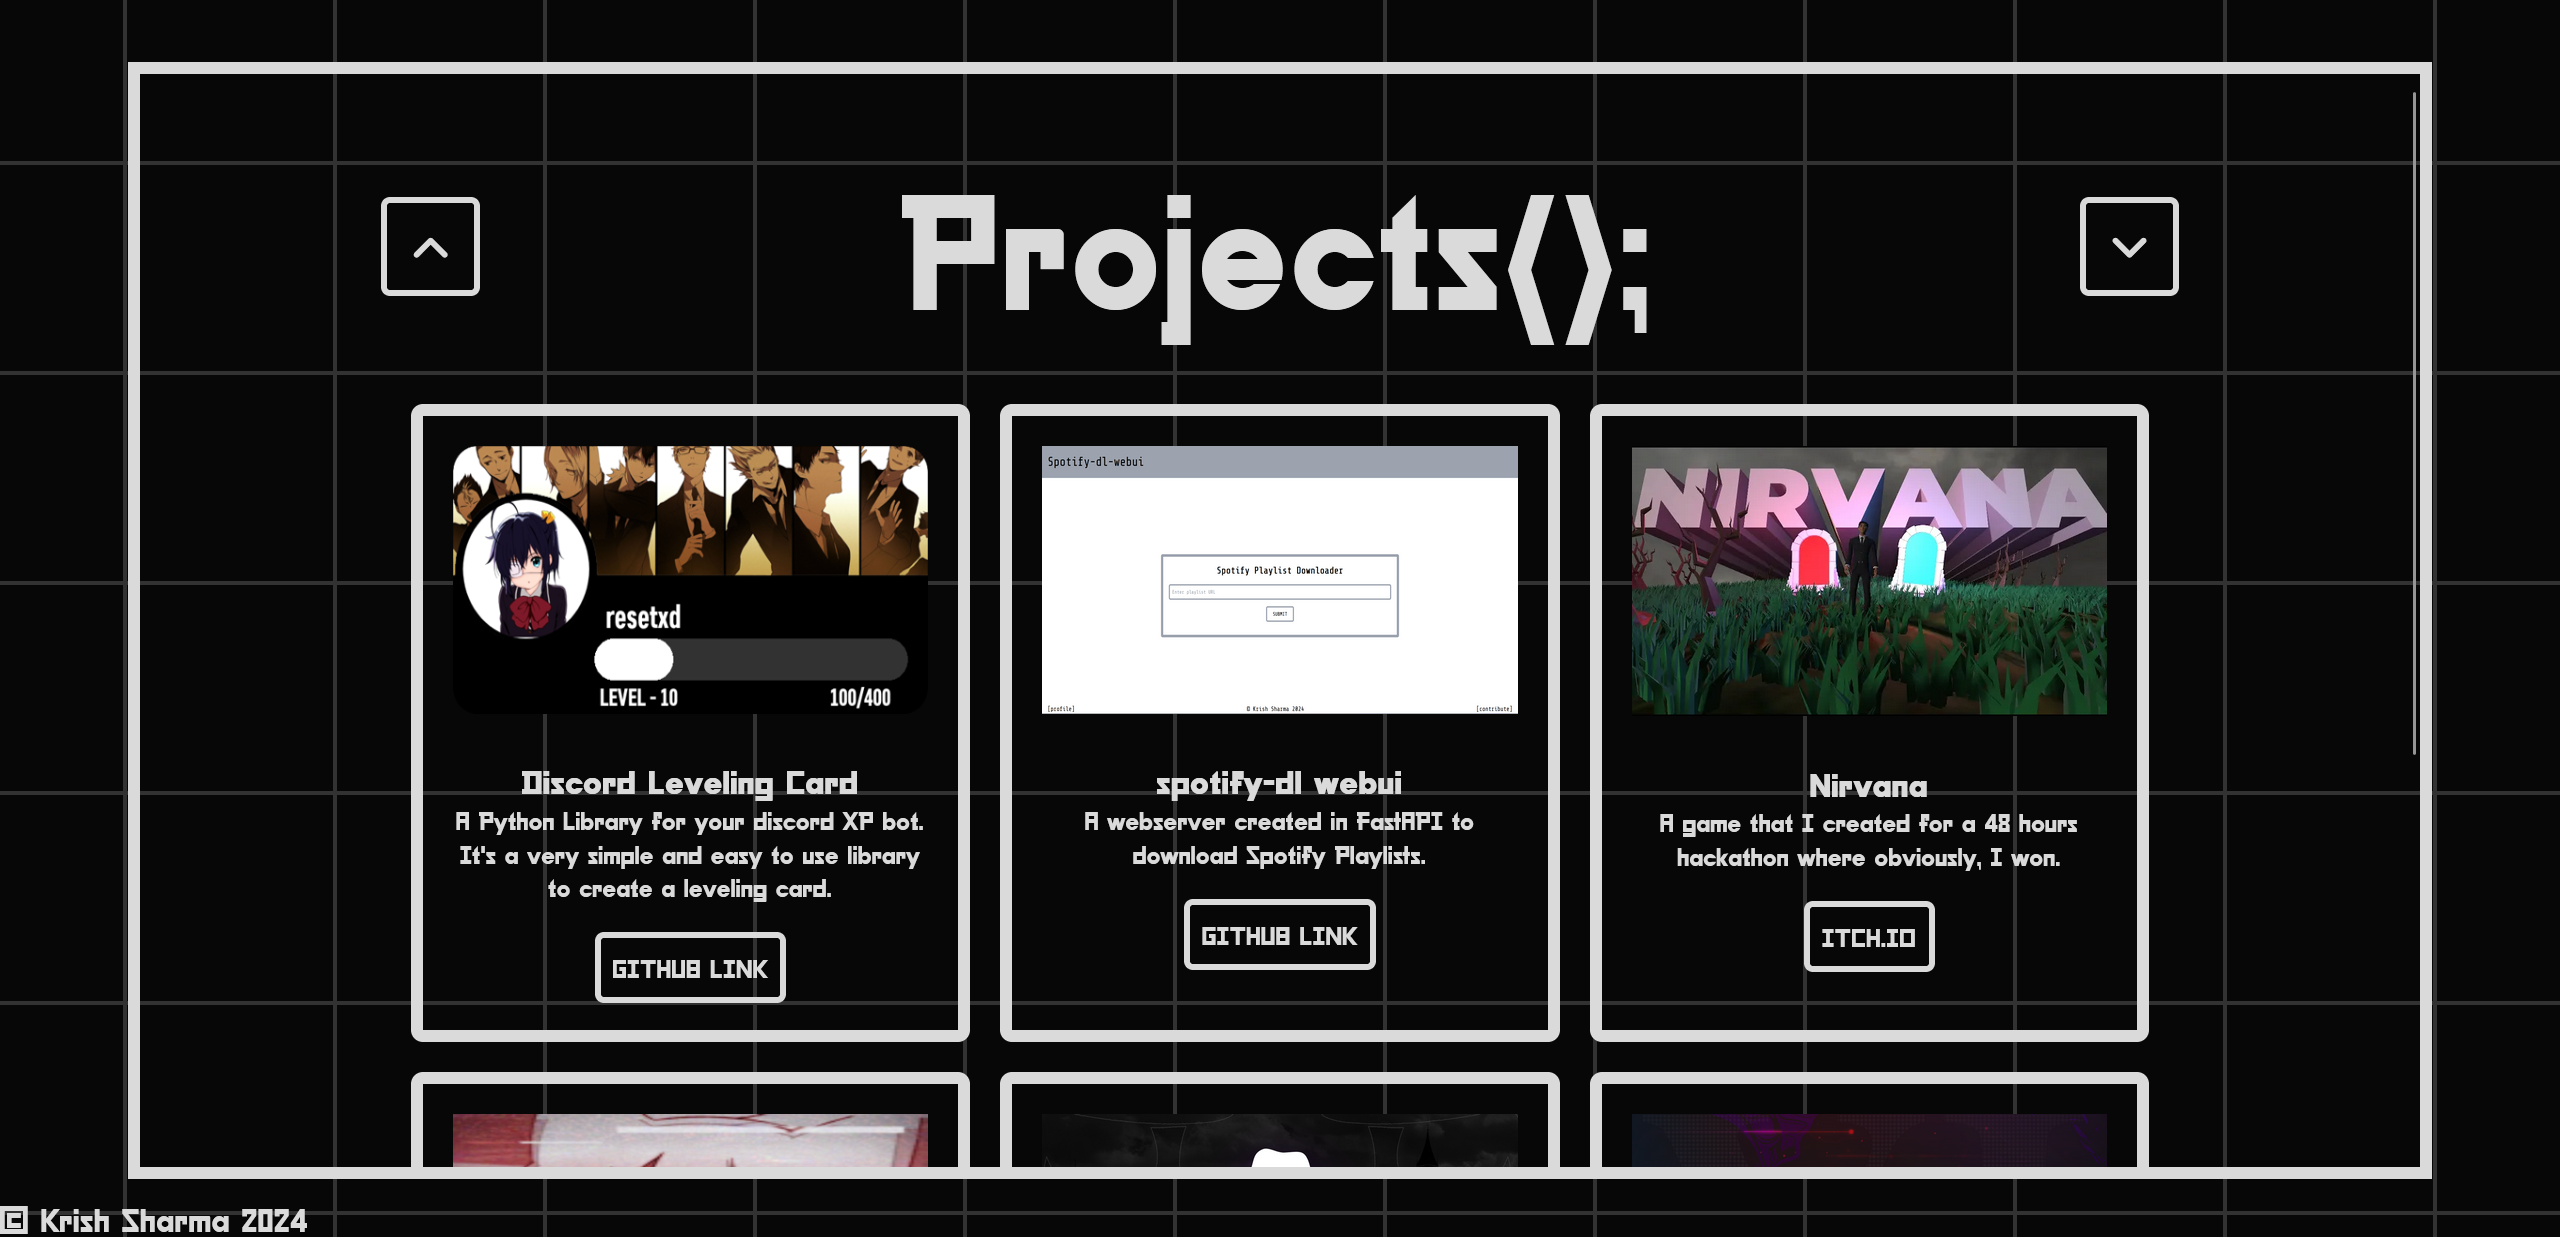 Projects();
resetxd
LEVEL - 10 100/400
Discord Leveling Card
A Python Library for your discord XP bot.
It's a very simple and easy to use library
to create a leveling card.
GITHUB LINK
Spotify-dl-webui
Spotify Playlist Downloader
Enter playlist URL
SUBMIT
[profile] © Krish Sharma 2024 [contribute]
spotify-dl webui
A webserver created in FastAPI to
download Spotify Playlists.
GITHUB LINK
NIRVANA
Nirvana
A game that I created for a 48 hours
hackathon where obviously, I won.
ITCH.IO
© Krish Sharma 2024